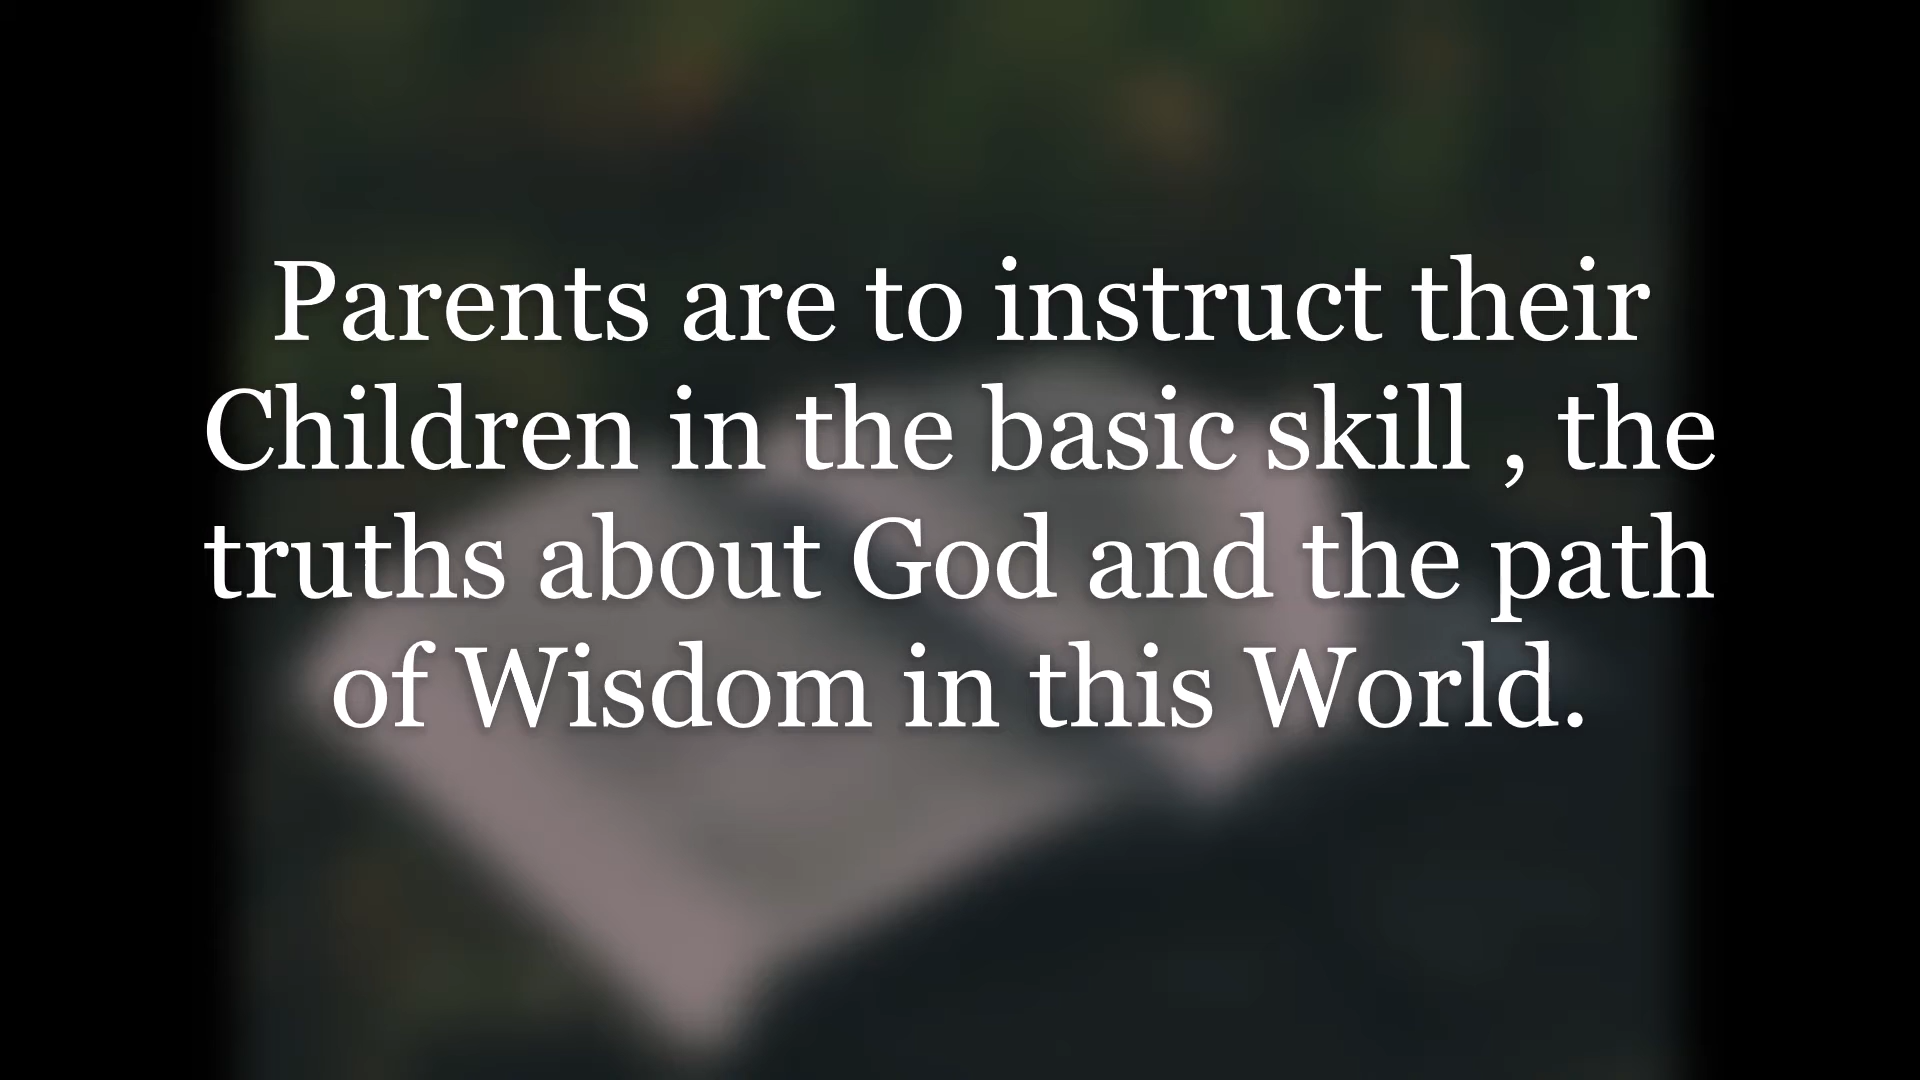 Parents are to instruct their
Children in the basic skill , the
truths about God and the path
of Wisdom in this World.